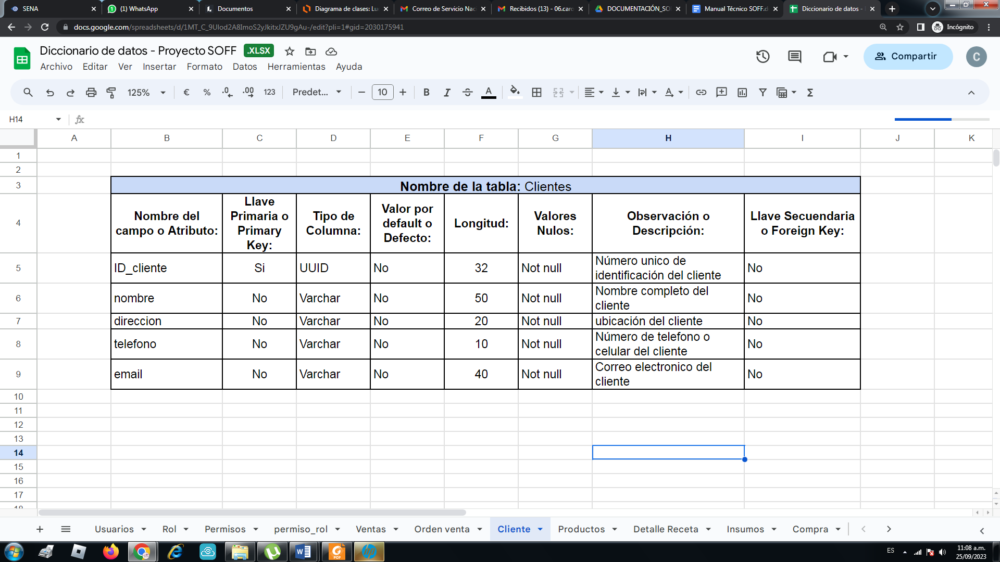 SENA
(1) WhatsApp
Documentos
Diagrama de clases: Lu
Correo de Servicio Nac
Recibidos (13) - 06.card
DOCUMENTACIÓN_SO
Manual Técnico SOFF.d
Diccionario de datos -
docs.google.com/spreadsheets/d/1MT_C_9Ulod2A8ImoS2yJkitxJZU9gAu-/edit?pli=1#gid=2030175941
Incógnito
Diccionario de datos - Proyecto SOFF .XLSX
Archivo Editar Ver Insertar Formato Datos Herramientas Ayuda
Compartir
C
125% € % .0 .00 123 Predet... 10 B I S A
H14 fx
A B C D E F G H I J K
1
2
3 Nombre de la tabla: Clientes
4
Nombre del
campo o Atributo:
Llave
Primaria o
Primary
Key:
Tipo de
Columna:
Valor por
default o
Defecto:
Longitud:
Valores
Nulos:
Observación o
Descripción:
Llave Secuendaria
o Foreign Key:
5 ID_cliente Si UUID No 32 Not null Número unico de
identificación del cliente No
6 nombre No Varchar No 50 Not null Nombre completo del
cliente No
7 direccion No Varchar No 20 Not null ubicación del cliente No
8 telefono No Varchar No 10 Not null Número de telefono o
celular del cliente No
9 email No Varchar No 40 Not null Correo electronico del
cliente No
10
11
12
13
14
15
16
17
18
Usuarios Rol Permisos permiso_rol Ventas Orden venta Cliente Productos Detalle Receta Insumos Compra
ES
11:08 a.m.
25/09/2023